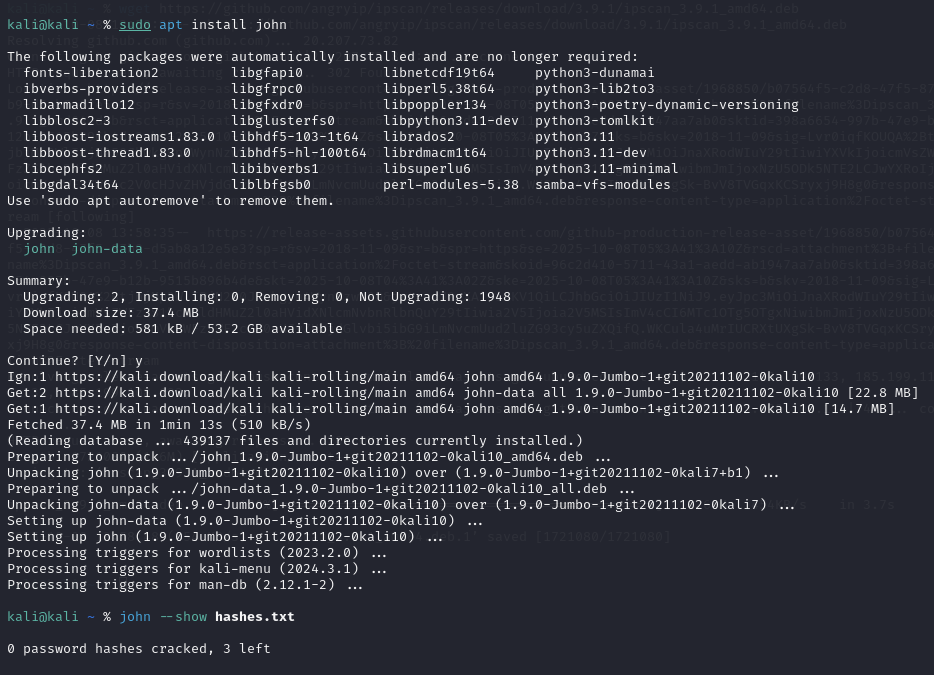 kali@kali ~ % sudo apt install john
The following packages were automatically installed and are no longer required:
fonts-liberation2 libgfapi0 libnetcdf19t64 python3-dunamai
ibverbs-providers libgfrpc0 libperl5.38t64 python3-lib2to3
libarmadillo12 libgfxdr0 libpoppler134 python3-poetry-dynamic-versioning
libblosc2-3 libglusterfs0 libpython3.11-dev python3-tomlkit
libboost-iostreams1.83.0 libhdf5-103-1t64 librados2 python3.11
libboost-thread1.83.0 libhdf5-hl-100t64 librdmacm1t64 python3.11-dev
libcephfs2 libibverbs1 libsuperlu6 python3.11-minimal
libgdal34t64 liblbfgsb0 perl-modules-5.38 samba-vfs-modules
Use 'sudo apt autoremove' to remove them.
Upgrading:
john john-data
Summary:
Upgrading: 2, Installing: 0, Removing: 0, Not Upgrading: 1948
Download size: 37.4 MB
Space needed: 581 kB / 53.2 GB available
Continue? [Y/n] y
Ign:1 https://kali.download/kali kali-rolling/main amd64 john amd64 1.9.0-Jumbo-1+git20211102-0kali10
Get:2 https://kali.download/kali kali-rolling/main amd64 john-data all 1.9.0-Jumbo-1+git20211102-0kali10 [22.8 MB]
Get:1 https://kali.download/kali kali-rolling/main amd64 john amd64 1.9.0-Jumbo-1+git20211102-0kali10 [14.7 MB]
Fetched 37.4 MB in 1min 13s (510 kB/s)
(Reading database ... 439137 files and directories currently installed.)
Preparing to unpack .../john_1.9.0-Jumbo-1+git20211102-0kali10_amd64.deb ...
Unpacking john (1.9.0-Jumbo-1+git20211102-0kali10) over (1.9.0-Jumbo-1+git20211102-0kali7+b1) ...
Preparing to unpack .../john-data_1.9.0-Jumbo-1+git20211102-0kali10_all.deb ...
Unpacking john-data (1.9.0-Jumbo-1+git20211102-0kali10) over (1.9.0-Jumbo-1+git20211102-0kali7) ...
Setting up john-data (1.9.0-Jumbo-1+git20211102-0kali10) ...
Setting up john (1.9.0-Jumbo-1+git20211102-0kali10) ...
Processing triggers for wordlists (2023.2.0) ...
Processing triggers for kali-menu (2024.3.1) ...
Processing triggers for man-db (2.12.1-2) ...
kali@kali ~ % john --show hashes.txt
0 password hashes cracked, 3 left